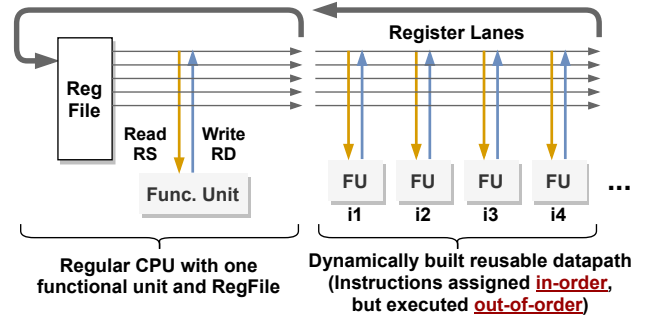 Register Lanes
Reg
File
Read
RS
Write
RD
Func. Unit
FU
FU
FU
FU
...
i1
i2
i3
i4
Regular CPU with one
functional unit and RegFile
Dynamically built reusable datapath
(Instructions assigned in-order,
but executed out-of-order)